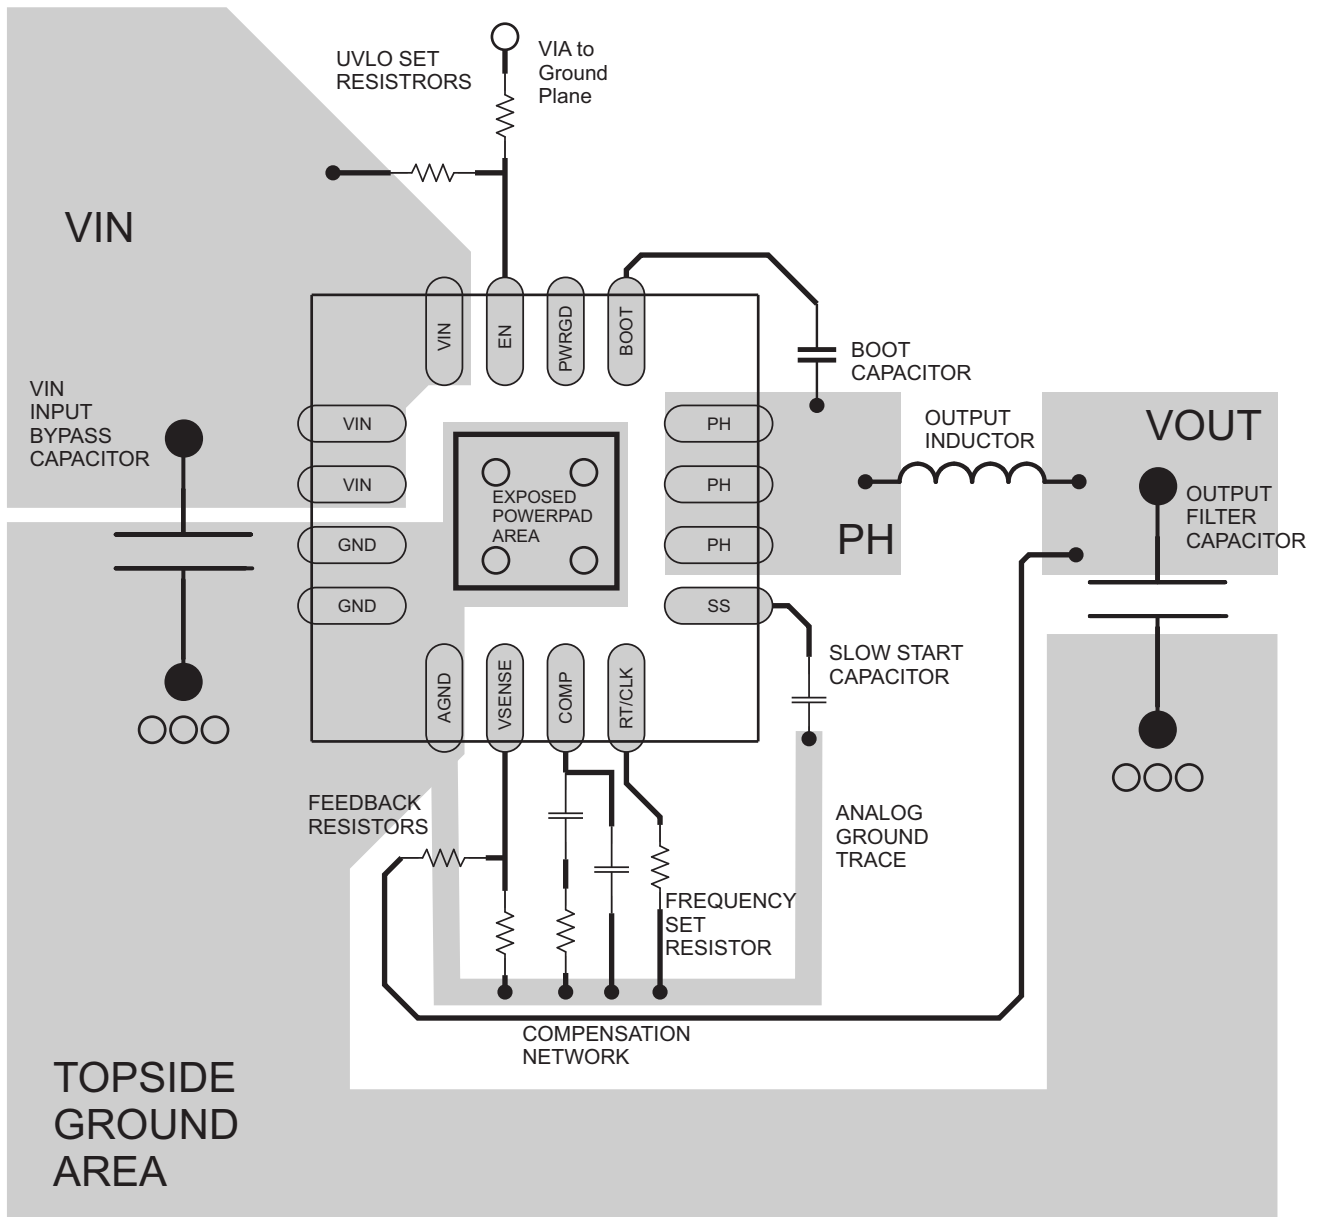 UVLO SET
RESISTRORS
VIA to
Ground
Plane
VIN
VIN
EN
PWRGD
BOOT
BOOT
CAPACITOR
VIN
INPUT
BYPASS
CAPACITOR
VIN
PH
OUTPUT
INDUCTOR
VOUT
VIN
PH
EXPOSED
POWERPAD
AREA
OUTPUT
FILTER
CAPACITOR
GND
PH
PH
GND
SS
SLOW START
CAPACITOR
AGND
VSENSE
COMP
RT/CLK
FEEDBACK
RESISTORS
ANALOG
GROUND
TRACE
FREQUENCY
SET
RESISTOR
COMPENSATION
NETWORK
TOPSIDE
GROUND
AREA